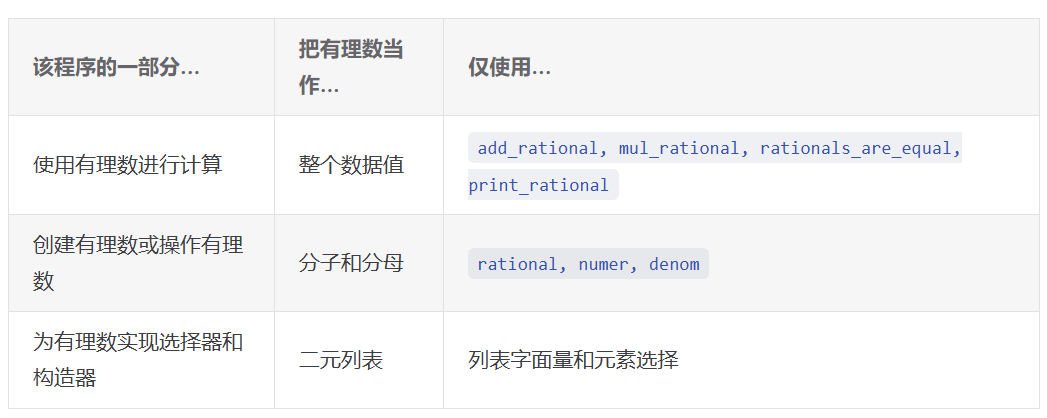 该程序的一部分…
把有理数当
作…
仅使用…
使用有理数进行计算
整个数据值
add_rational, mul_rational, rationals_are_equal,
print_rational
创建有理数或操作有理
数
分子和分母
rational, numer, denom
为有理数实现选择器和
构造器
二元列表
列表字面量和元素选择